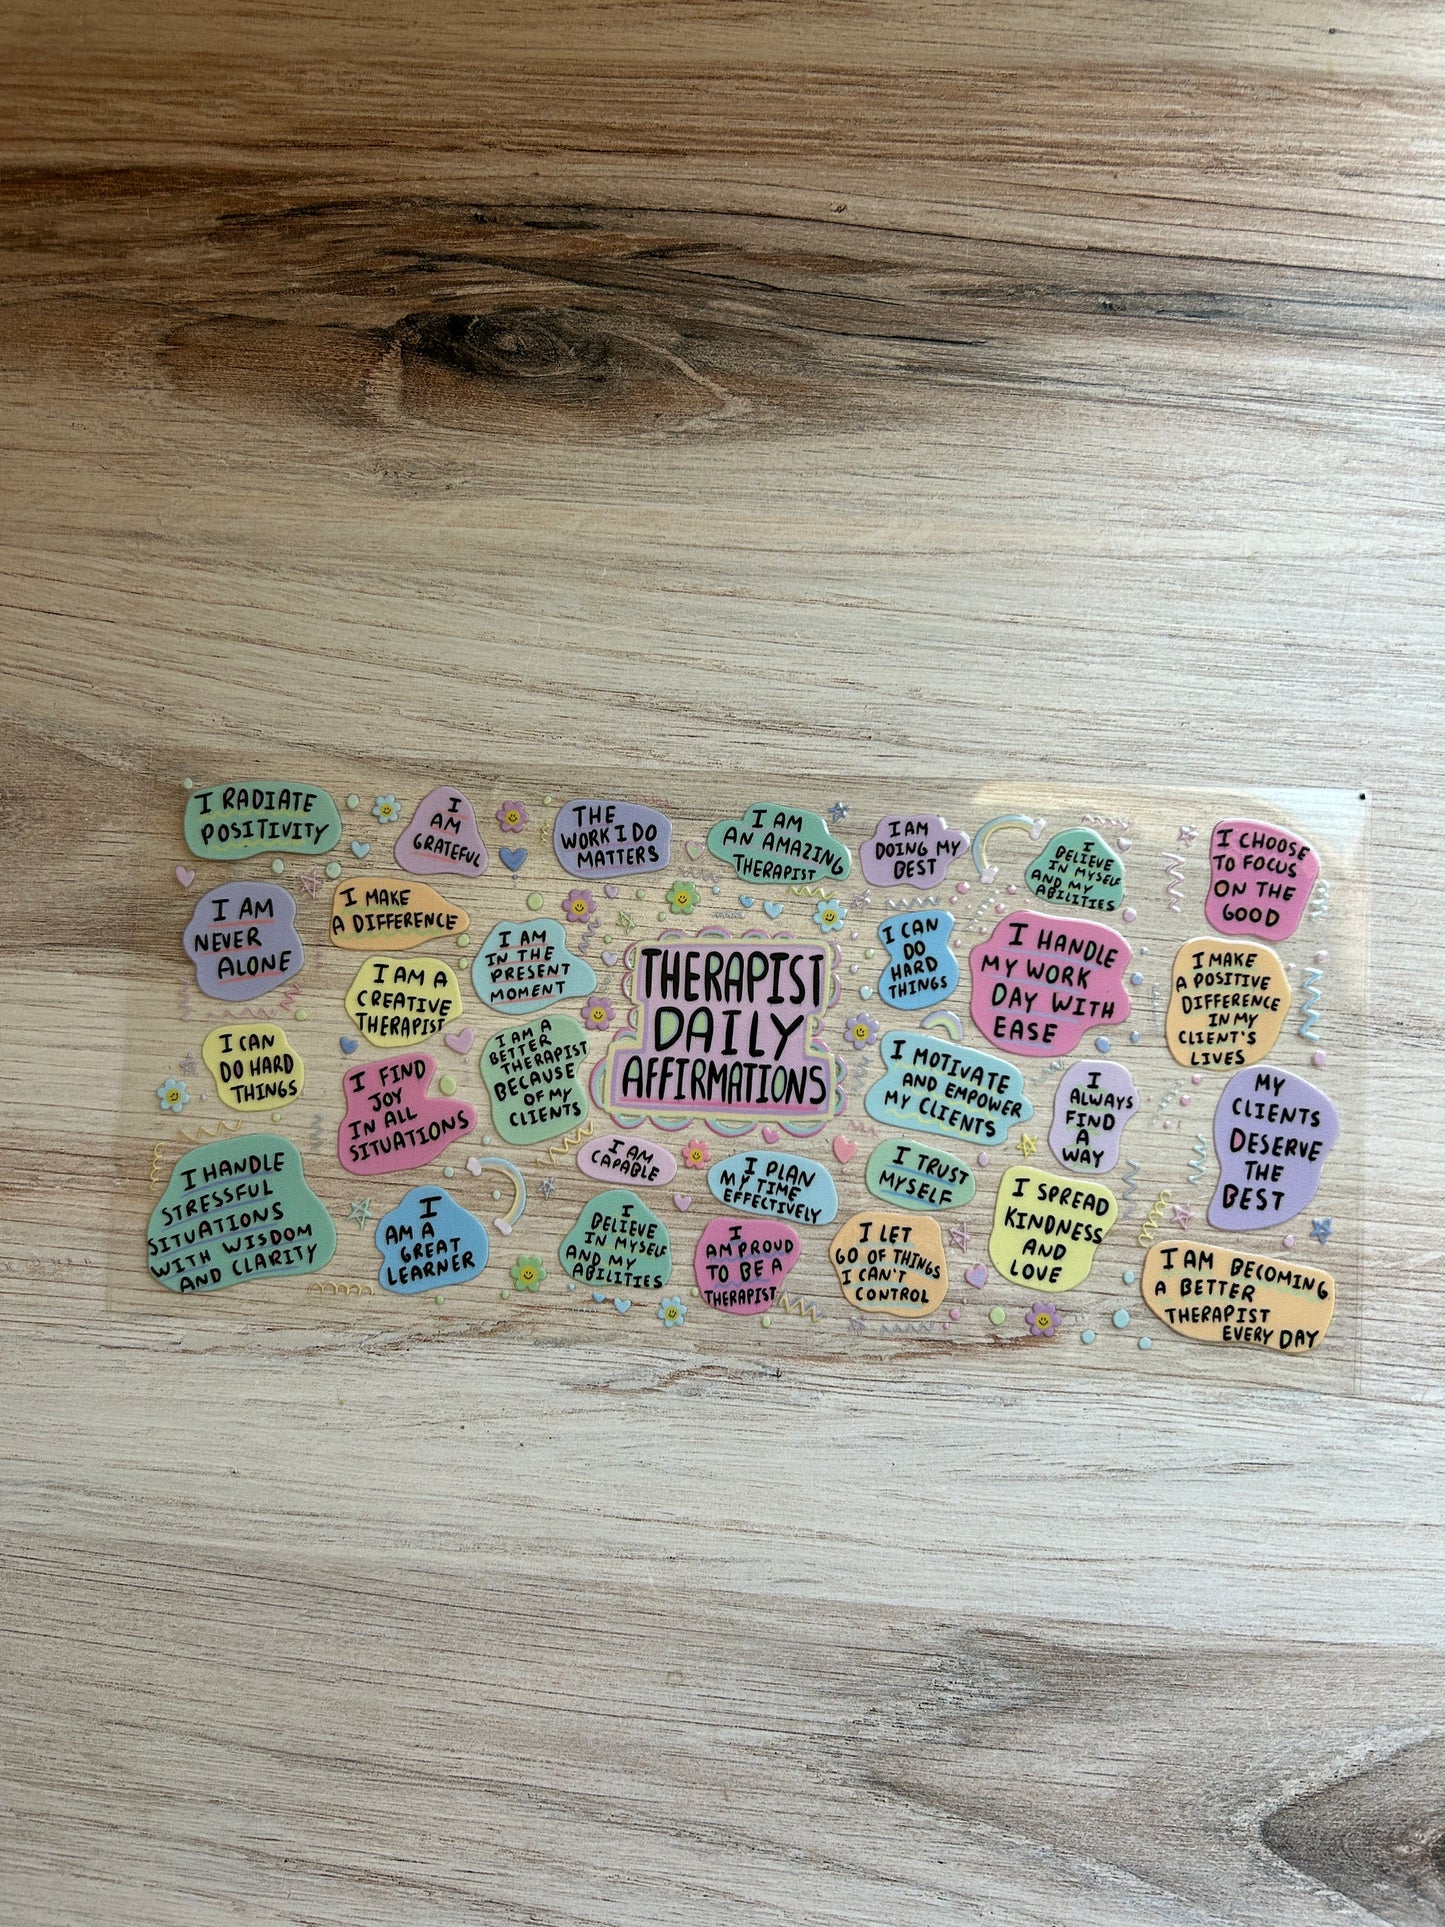 I RADIATE
POSITIVITY
I
AM
GRATEFUL
THE
WORK I DO
MATTERS
I AM
AN AMAZING
THERAPIST
I AM
DOING MY
BEST
I
BELIEVE
IN MYSELF
AND MY
ABILITIES
I CHOOSE
TO FOCUS
ON THE
GOOD
I AM
NEVER
ALONE
I MAKE
A DIFFERENCE
I AM
IN THE
PRESENT
MOMENT
I AM A
CREATIVE
THERAPIST
THERAPIST
DAILY
AFFIRMATIONS
I CAN
DO
HARD
THINGS
I HANDLE
MY WORK
DAY WITH
EASE
I MAKE
A POSITIVE
DIFFERENCE
IN MY
CLIENT'S
LIVES
I CAN
DO HARD
THINGS
I FIND
JOY
IN ALL
SITUATIONS
I AM A
BETTER
THERAPIST
BECAUSE
OF MY
CLIENTS
I MOTIVATE
AND EMPOWER
MY CLIENTS
I
ALWAYS
FIND
A
WAY
MY
CLIENTS
DESERVE
THE
BEST
I HANDLE
STRESSFUL
SITUATIONS
WITH WISDOM
AND CLARITY
I
AM A
GREAT
LEARNER
I AM
CAPABLE
I
BELIEVE
IN MYSELF
AND MY
ABILITIES
I PLAN
MY TIME
EFFECTIVELY
I
AM PROUD
TO BE A
THERAPIST
I TRUST
MYSELF
I LET
GO OF THINGS
I CAN'T
CONTROL
I SPREAD
KINDNESS
AND
LOVE
I AM BECOMING
A BETTER
THERAPIST
EVERY DAY